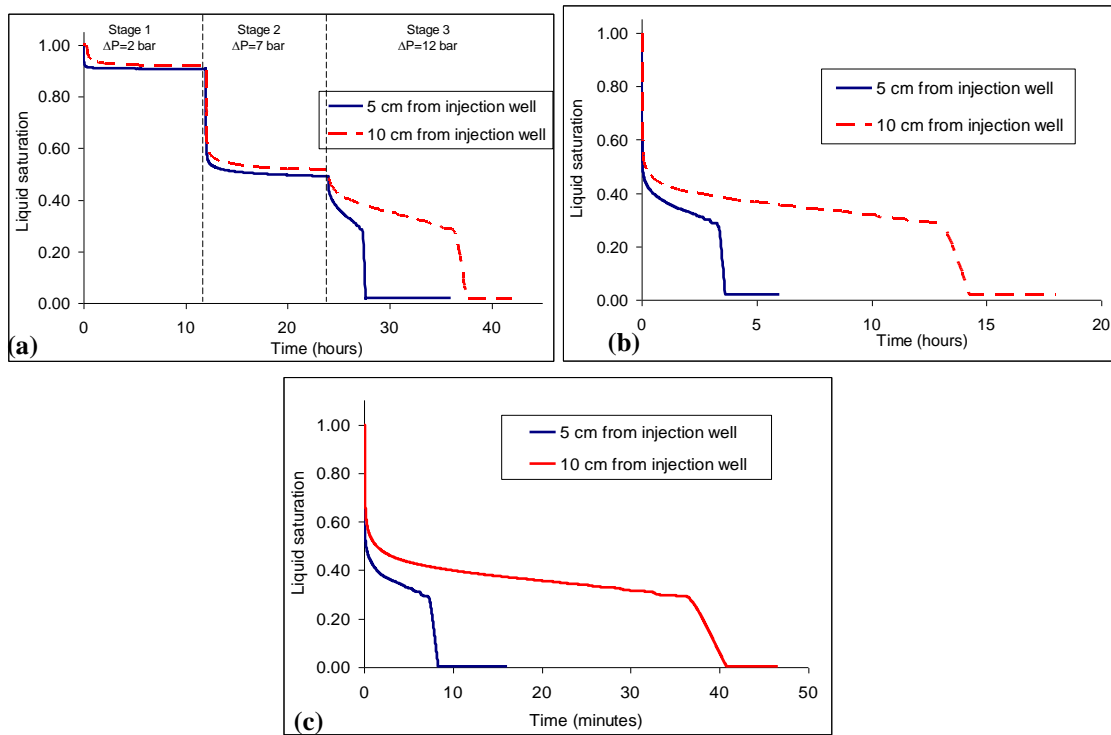 Stage 1
ΔP=2 bar
Stage 2
ΔP=7 bar
Stage 3
ΔP=12 bar
1.00
0.80
0.60
0.40
0.20
0.00
Liquid saturation
5 cm from injection well
10 cm from injection well
0
10
20
30
40
Time (hours)
(a)
1.00
0.80
0.60
0.40
0.20
0.00
Liquid saturation
5 cm from injection well
10 cm from injection well
0
5
10
15
20
Time (hours)
(b)
1.00
0.80
0.60
0.40
0.20
0.00
Liquid saturation
5 cm from injection well
10 cm from injection well
0
10
20
30
40
50
Time (minutes)
(c)